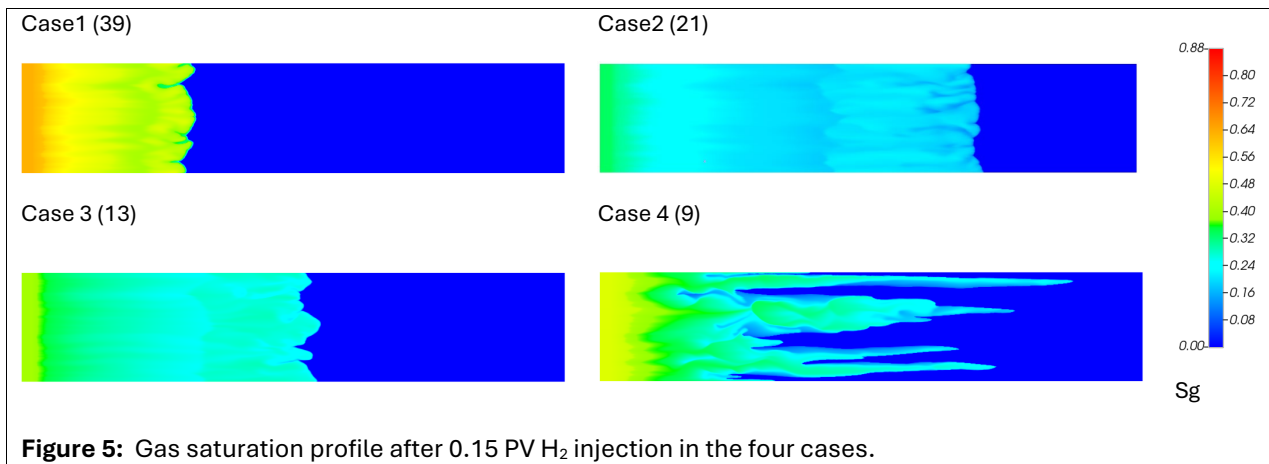 Case1 (39)
Case2 (21)
0.88
0.80
0.72
0.64
0.56
0.48
0.40
0.32
0.24
0.16
0.08
0.00
Sg
Case 3 (13)
Case 4 (9)
Figure 5: Gas saturation profile after 0.15 PV H₂ injection in the four cases.